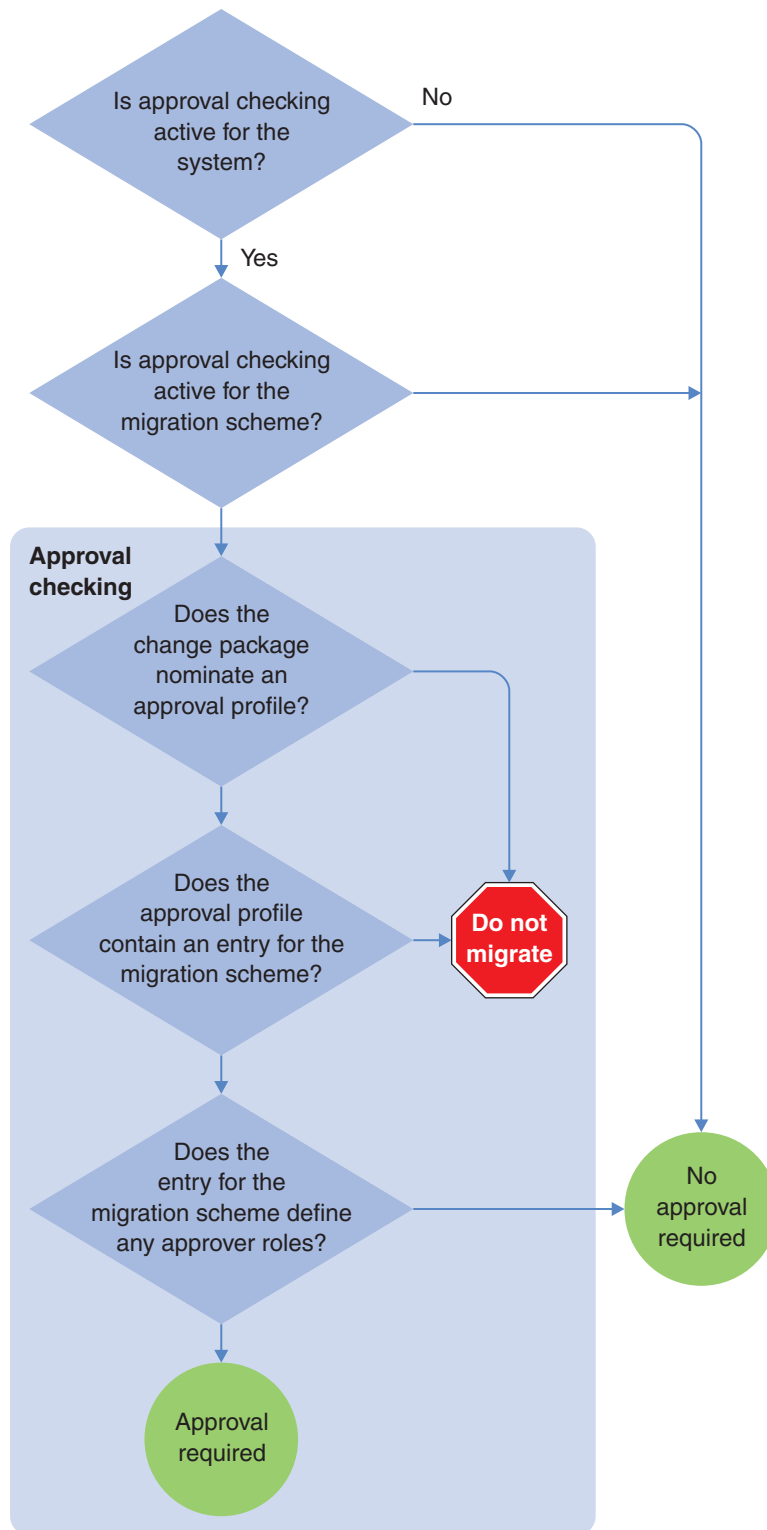 Is approval checking
active for the
system?
No
Yes
Is approval checking
active for the
migration scheme?
Approval
checking
Does the
change package
nominate an
approval profile?
Does the
approval profile
contain an entry for the
migration scheme?
Do not
migrate
Does the
entry for the
migration scheme define
any approver roles?
No
approval
required
Approval
required